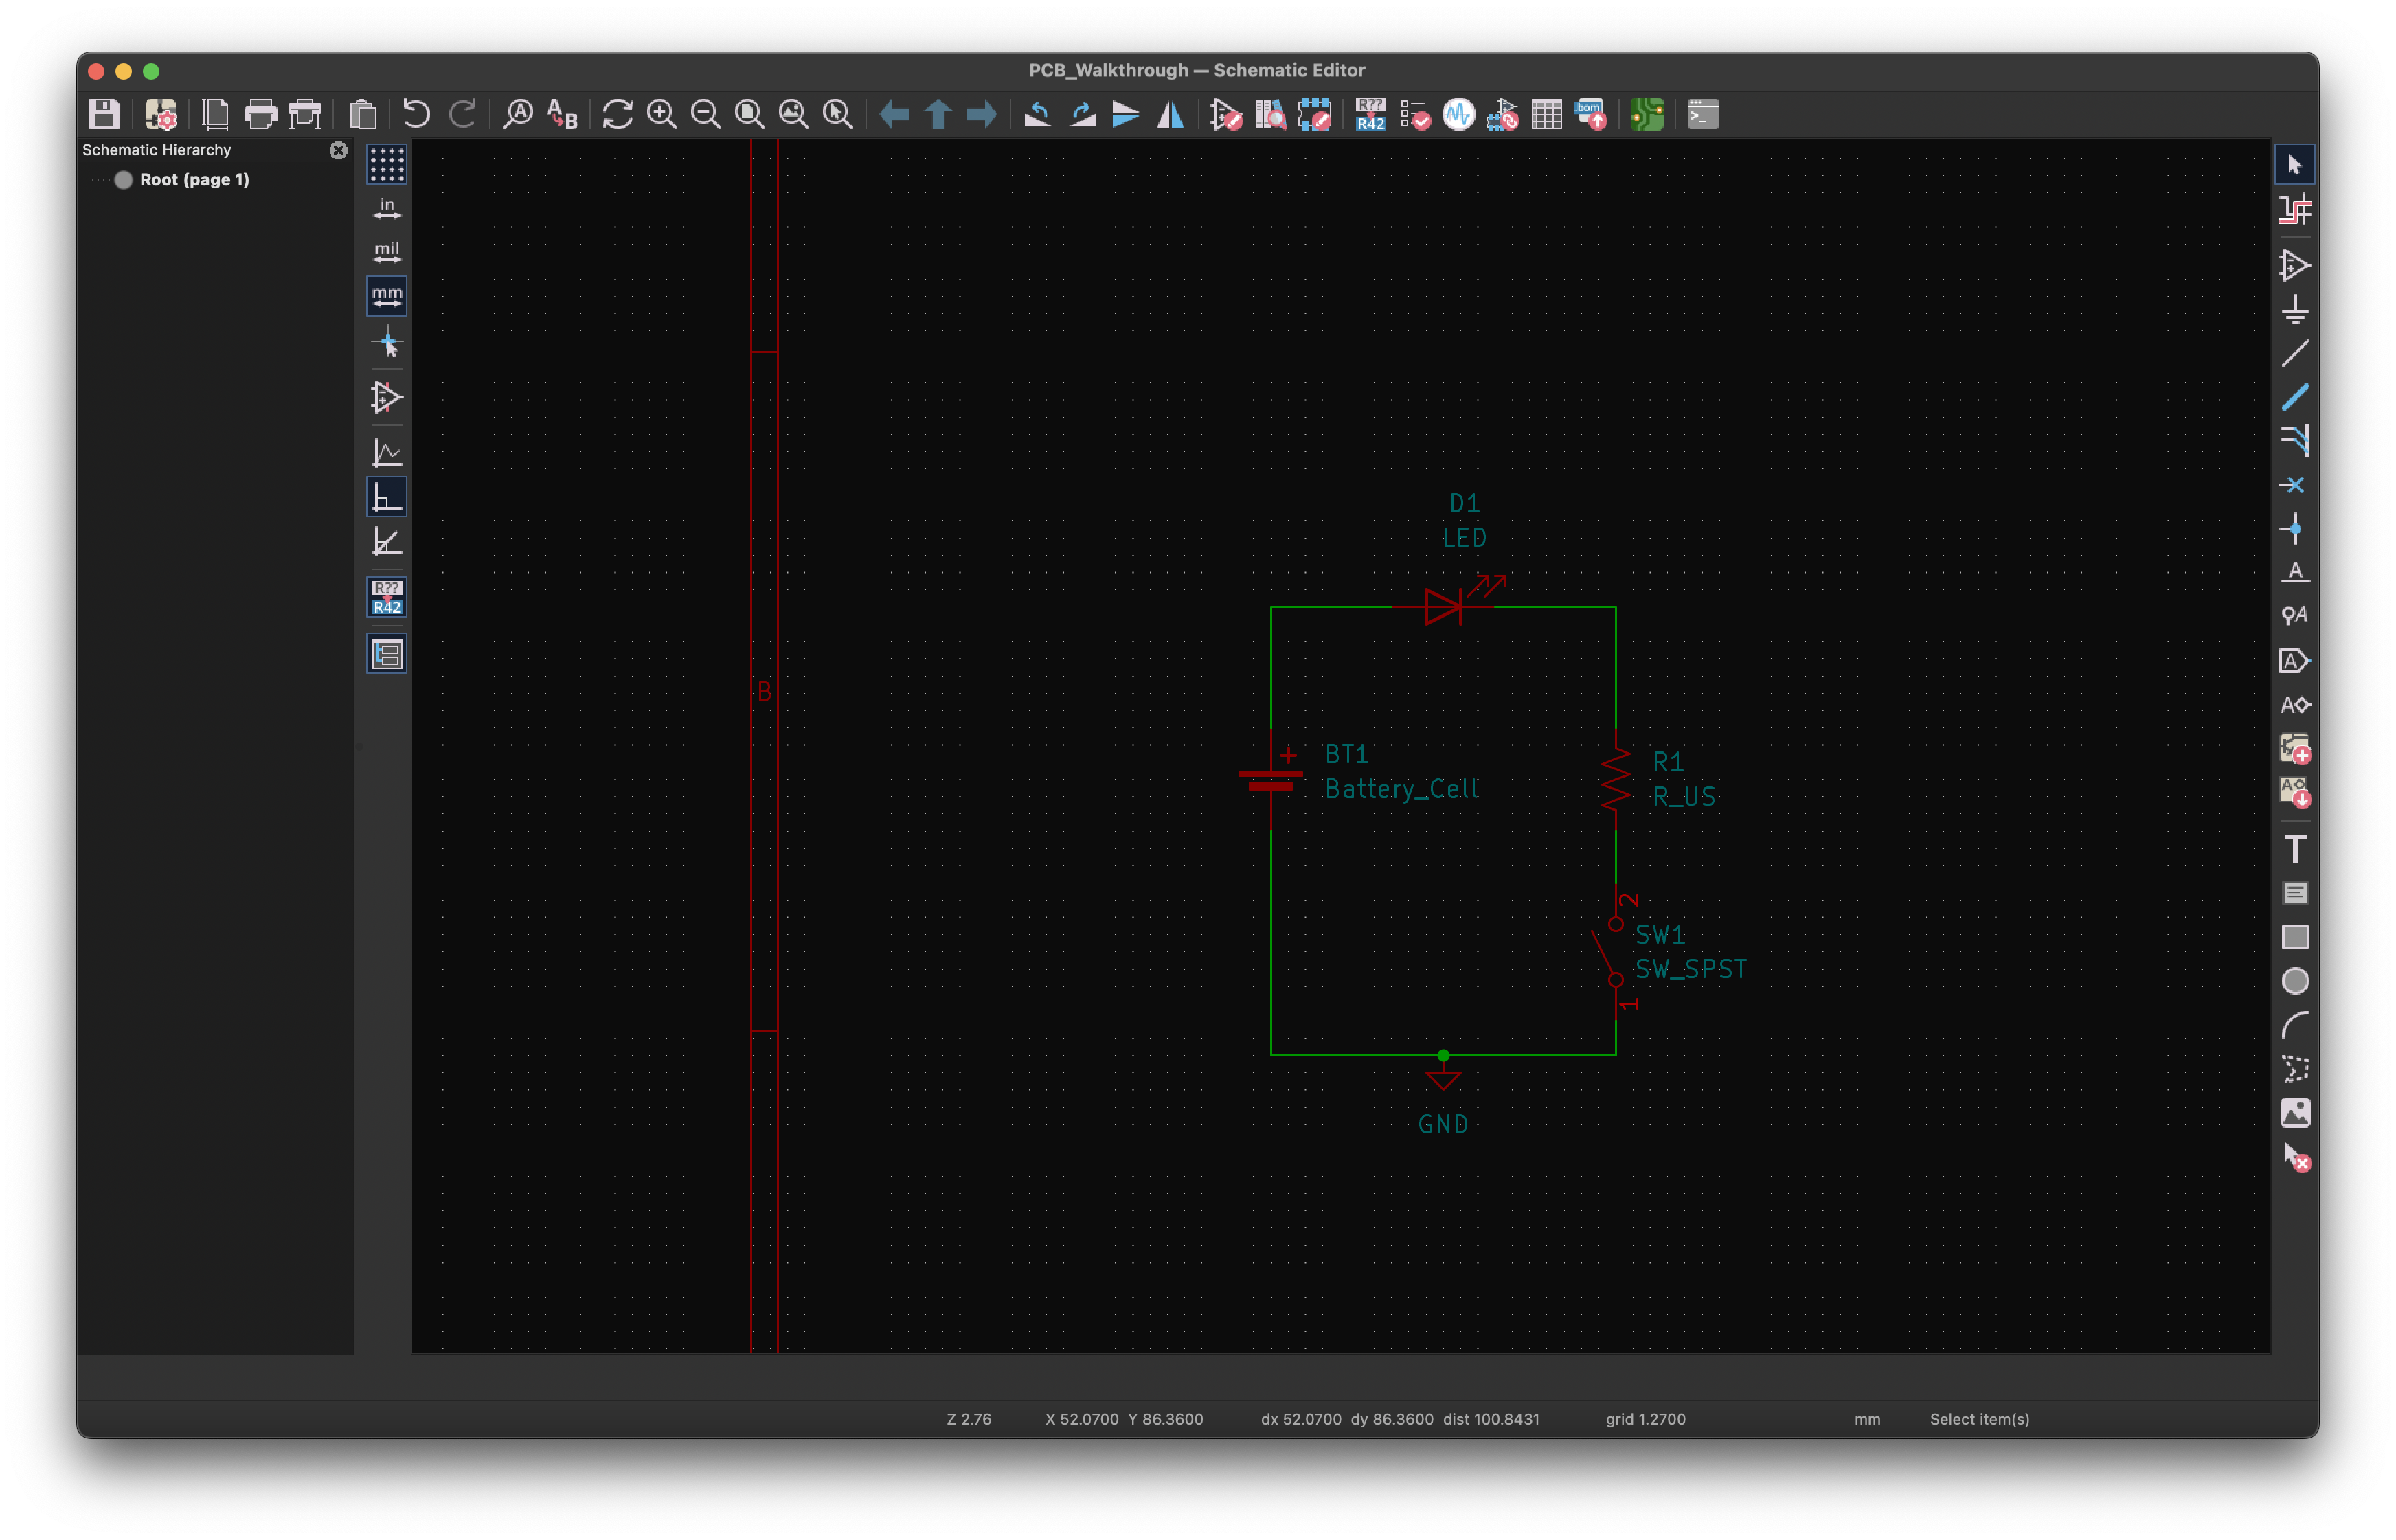 PCB_Walkthrough — Schematic Editor
A
A
B
R??
R42
bom
>_
Schematic Hierarchy
Root (page 1)
in
mil
mm
R??
R42
B
D1
LED
BT1
Battery_Cell
R1
R_US
2
SW1
SW_SPST
1
GND
A
A
A
A
A
T
Z 2.76
X 52.0700 Y 86.3600
dx 52.0700 dy 86.3600 dist 100.8431
grid 1.2700
mm
Select item(s)